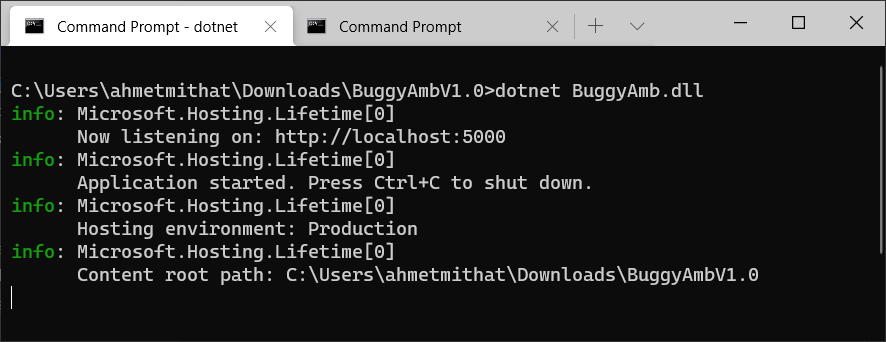 Command Prompt - dotnet
Command Prompt
C:\Users\ahmetmithat\Downloads\BuggyAmbV1.0>dotnet BuggyAmb.dll
info: Microsoft.Hosting.Lifetime[0]
Now listening on: http://localhost:5000
info: Microsoft.Hosting.Lifetime[0]
Application started. Press Ctrl+C to shut down.
info: Microsoft.Hosting.Lifetime[0]
Hosting environment: Production
info: Microsoft.Hosting.Lifetime[0]
Content root path: C:\Users\ahmetmithat\Downloads\BuggyAmbV1.0